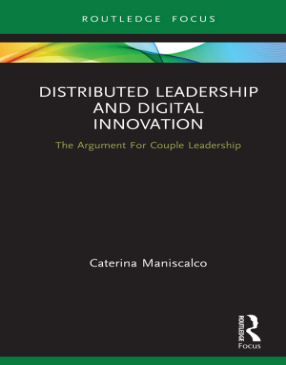 ROUTLEDGE FOCUS
DISTRIBUTED LEADERSHIP
AND DIGITAL
INNOVATION
The Argument For Couple Leadership
Caterina Maniscalco
ROUTLEDGE
Focus